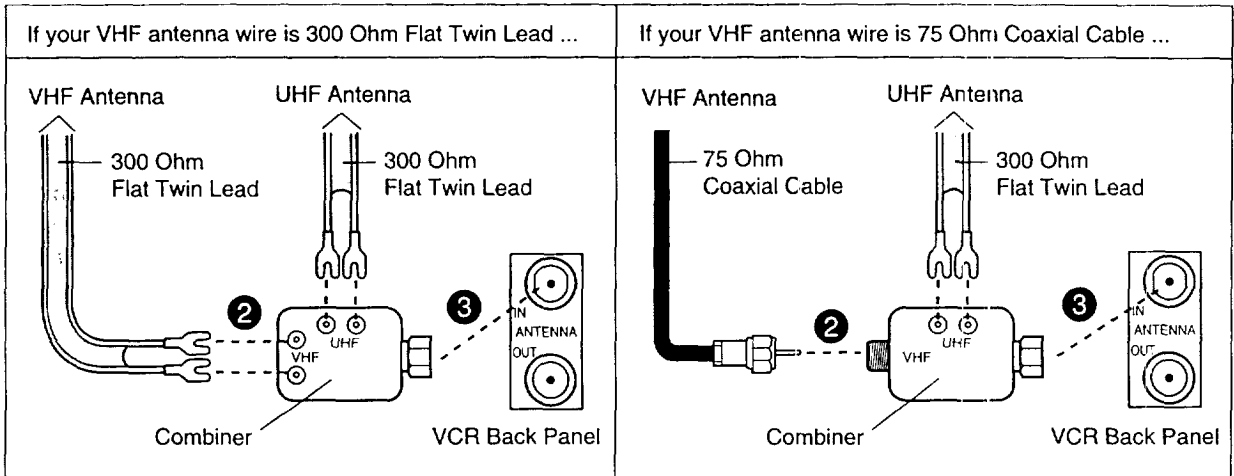 If your VHF antenna wire is 300 Ohm Flat Twin Lead ...
VHF Antenna
UHF Antenna
300 Ohm
Flat Twin Lead
300 Ohm
Flat Twin Lead
2
3
VHF
UHF
IN
ANTENNA
OUT
Combiner
VCR Back Panel
If your VHF antenna wire is 75 Ohm Coaxial Cable ...
VHF Antenna
UHF Antenna
75 Ohm
Coaxial Cable
300 Ohm
Flat Twin Lead
2
3
VHF
UHF
IN
ANTENNA
OUT
Combiner
VCR Back Panel